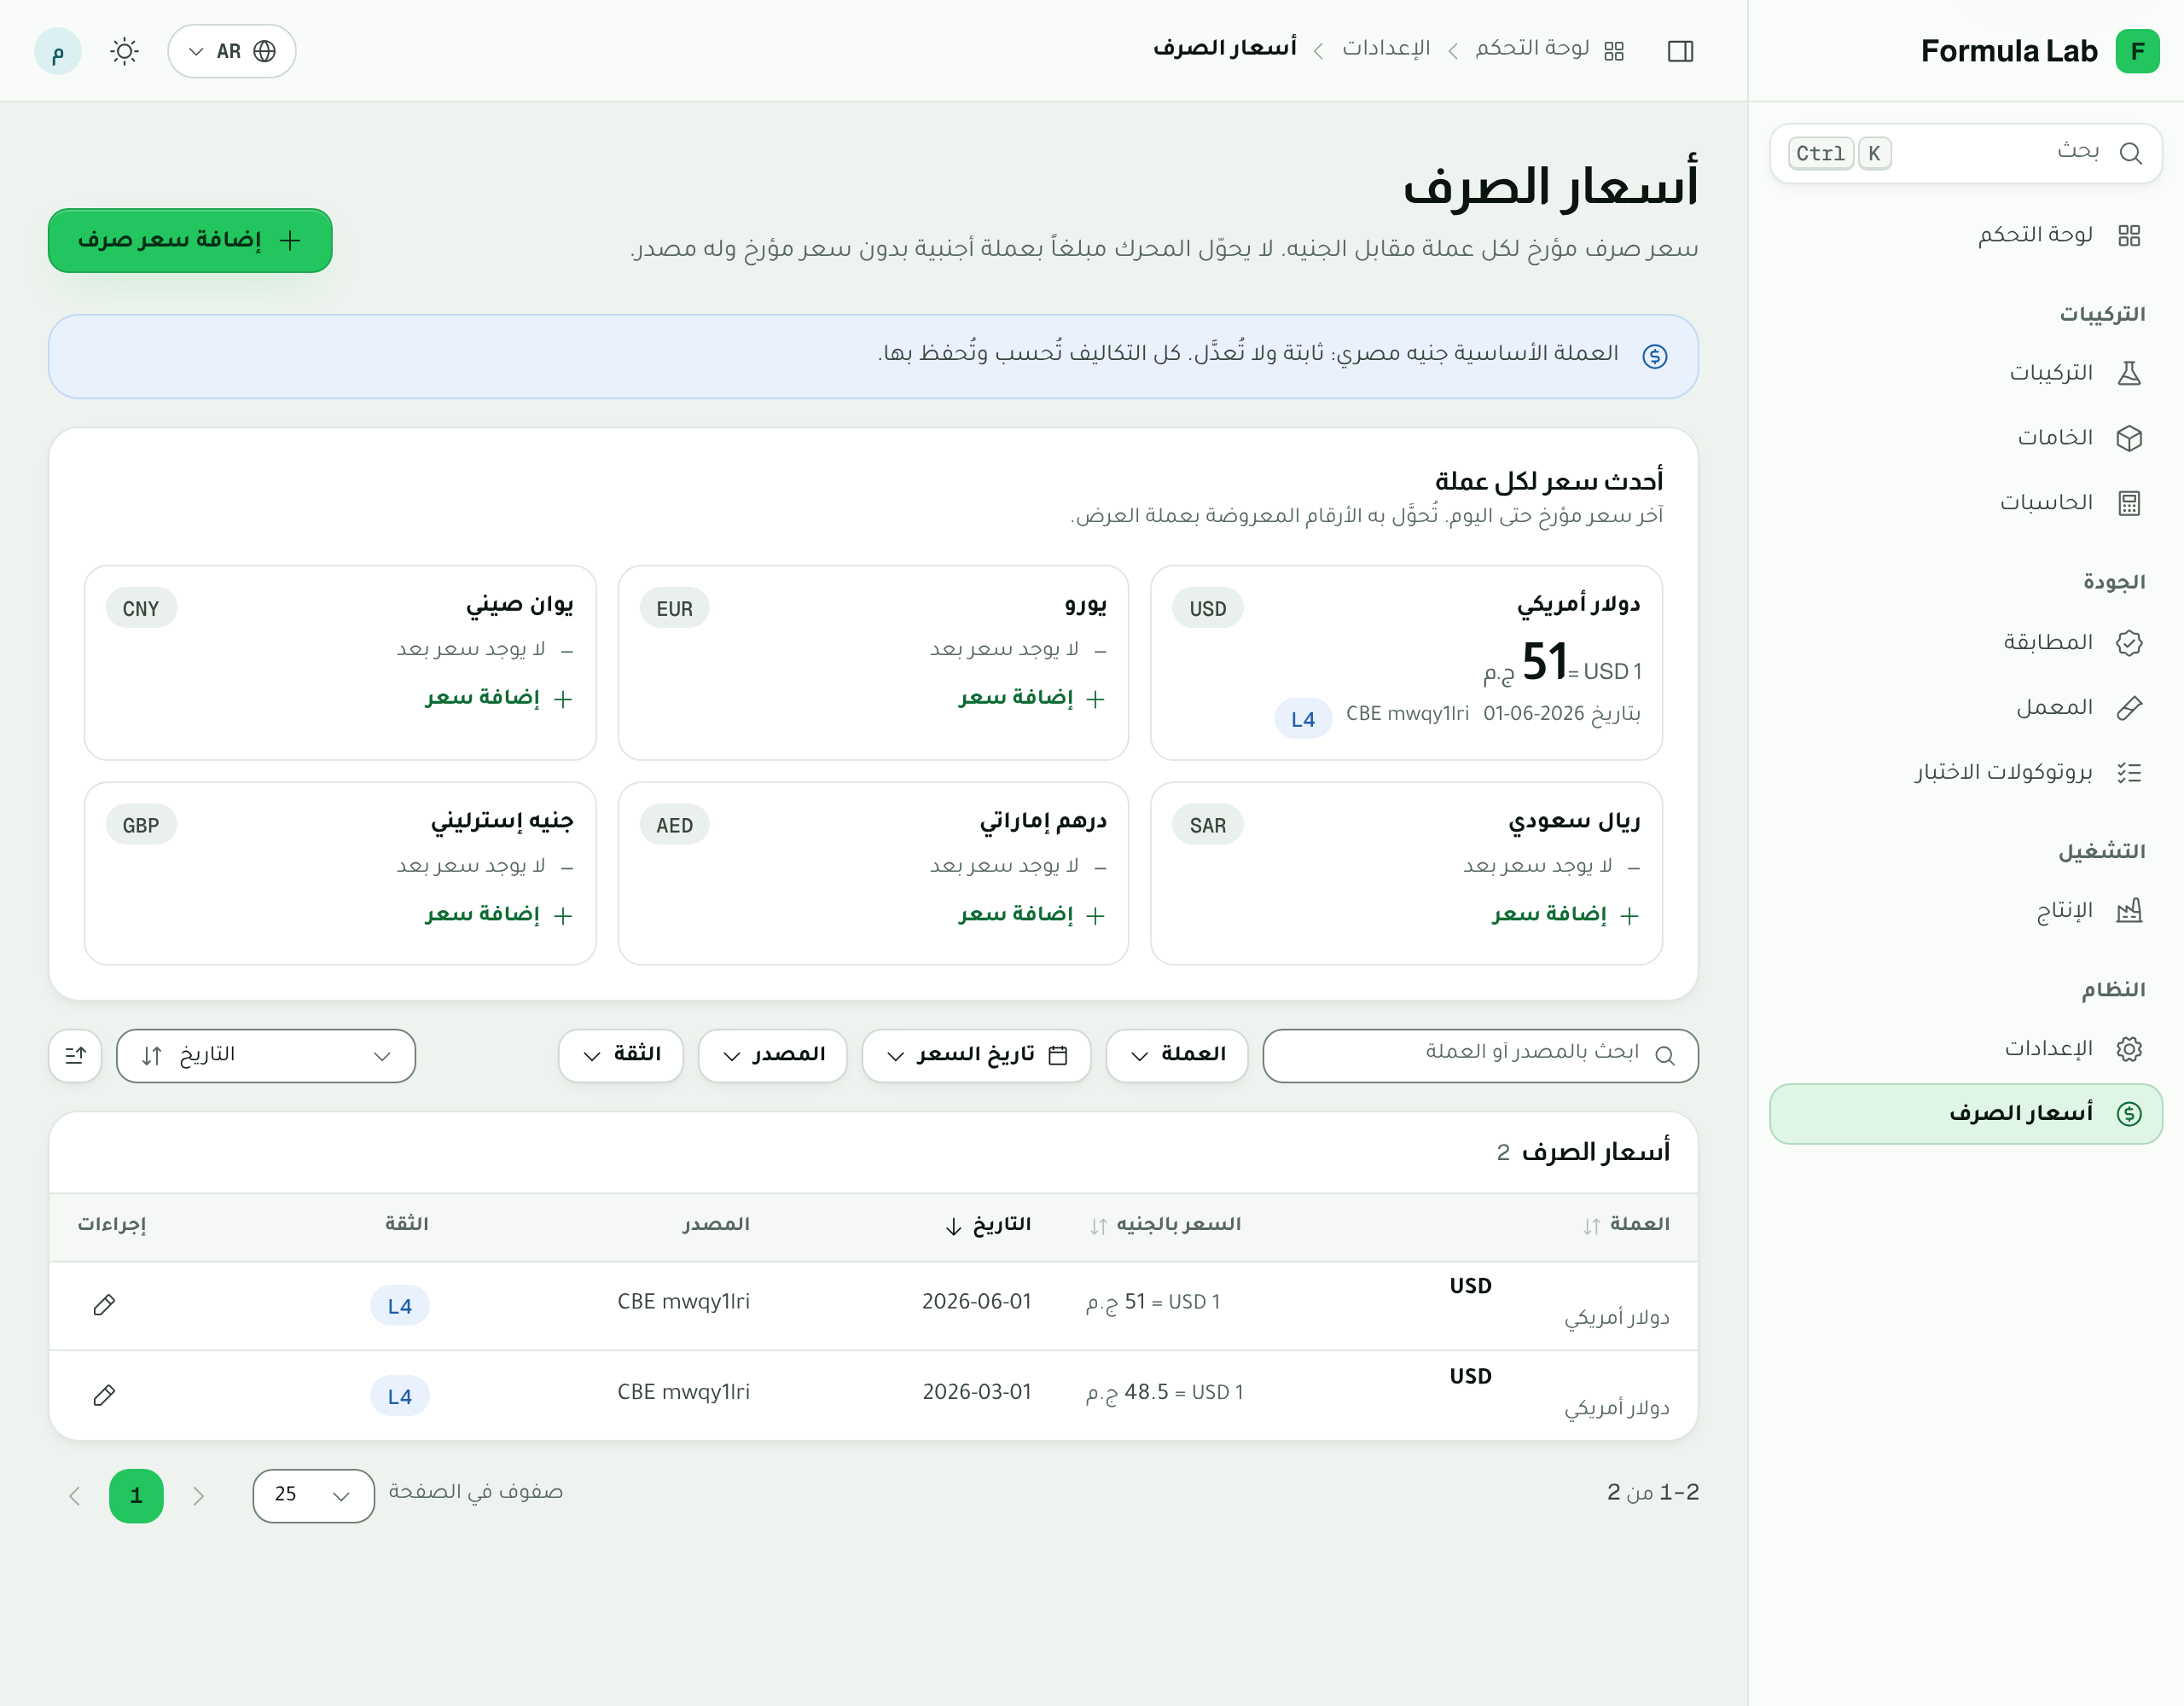 Formula Lab
F
بحث
Ctrl K
لوحة التحكم
التركيبات
التركيبات
الخامات
الحاسبات
الجودة
المطابقة
المعمل
بروتوكولات الاختبار
التشغيل
الإنتاج
النظام
الإعدادات
أسعار الصرف
لوحة التحكم
الإعدادات
أسعار الصرف
AR
م
أسعار الصرف
سعر صرف مؤرخ لكل عملة مقابل الجنيه. لا يحوّل المحرك مبلغاً بعملة أجنبية بدون سعر مؤرخ وله مصدر.
إضافة سعر صرف
العملة الأساسية جنيه مصري: ثابتة ولا تُعدَّل. كل التكاليف تُحسب وتُحفظ بها.
أحدث سعر لكل عملة
آخر سعر مؤرخ حتى اليوم. تُحوَّل به الأرقام المعروضة بعملة العرض.
دولار أمريكي
USD
1 USD = 51 ج.م
بتاريخ 2026-06-01 CBE mwqy1lri L4
يورو
EUR
– لا يوجد سعر بعد
إضافة سعر
يوان صيني
CNY
– لا يوجد سعر بعد
إضافة سعر
ريال سعودي
SAR
– لا يوجد سعر بعد
إضافة سعر
درهم إماراتي
AED
– لا يوجد سعر بعد
إضافة سعر
جنيه إسترليني
GBP
– لا يوجد سعر بعد
إضافة سعر
ابحث بالمصدر أو العملة
العملة
تاريخ السعر
المصدر
الثقة
التاريخ
أسعار الصرف 2
العملة السعر بالجنيه التاريخ المصدر الثقة إجراءات
USD
دولار أمريكي
1 USD = 51 ج.م
2026-06-01
CBE mwqy1lri
L4
USD
دولار أمريكي
1 USD = 48.5 ج.م
2026-03-01
CBE mwqy1lri
L4
1–2 من 2
صفوف في الصفحة
25
1